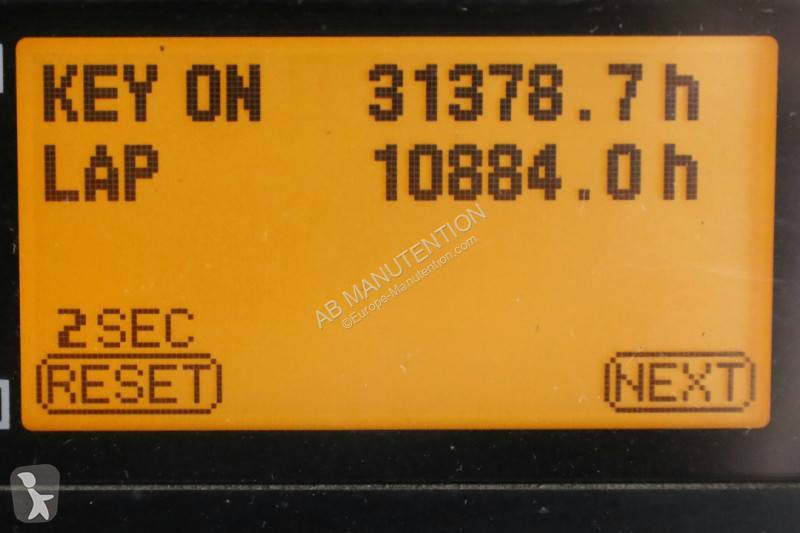 KEY ON 31378.7 h
LAP 10884.0 h
AB MANUTENTION
©Europe-Manutention.com
2 SEC
RESET
NEXT